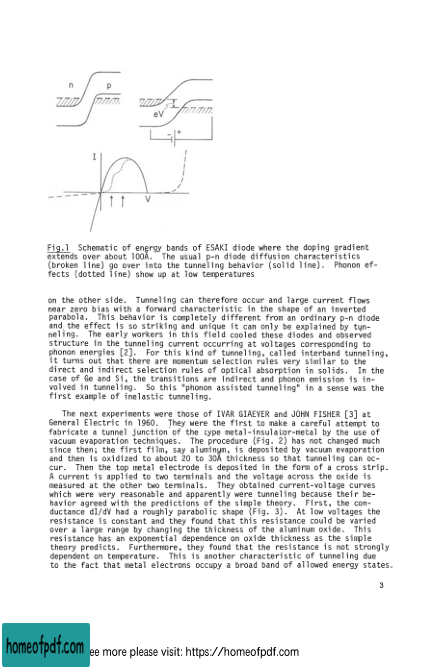 n p
eV
- +
I
V
Fig.1 Schematic of energy bands of ESAKI diode where the doping gradient
extends over about 100Å. The usual p-n diode diffusion characteristics
(broken line) go over into the tunneling behavior (solid line). Phonon ef-
fects (dotted line) show up at low temperatures
on the other side. Tunneling can therefore occur and large current flows
near zero bias with a forward characteristic in the shape of an inverted
parabola. This behavior is completely different from an ordinary p-n diode
and the effect is so striking and unique it can only be explained by tun-
neling. The early workers in this field cooled these diodes and observed
structure in the tunneling current occurring at voltages corresponding to
phonon energies [2]. For this kind of tunneling, called interband tunneling,
it turns out that there are momentum selection rules very similar to the
direct and indirect selection rules of optical absorption in solids. In the
case of Ge and Si, the transitions are indirect and phonon emission is in-
volved in tunneling. So this "phonon assisted tunneling" in a sense was the
first example of inelastic tunneling.
The next experiments were those of IVAR GIAEVER and JOHN FISHER [3] at
General Electric in 1960. They were the first to make a careful attempt to
fabricate a tunnel junction of the type metal-insulator-metal by the use of
vacuum evaporation techniques. The procedure (Fig. 2) has not changed much
since then; the first film, say aluminum, is deposited by vacuum evaporation
and then is oxidized to about 20 to 30Å thickness so that tunneling can oc-
cur. Then the top metal electrode is deposited in the form of a cross strip.
A current is applied to two terminals and the voltage across the oxide is
measured at the other two terminals. They obtained current-voltage curves
which were very reasonable and apparently were tunneling because their be-
havior agreed with the predictions of the simple theory. First, the con-
ductance dI/dV had a roughly parabolic shape (Fig. 3). At low voltages the
resistance is constant and they found that this resistance could be varied
over a large range by changing the thickness of the aluminum oxide. This
resistance has an exponential dependence on oxide thickness as the simple
theory predicts. Furthermore, they found that the resistance is not strongly
dependent on temperature. This is another characteristic of tunneling due
to the fact that metal electrons occupy a broad band of allowed energy states.
3
homeofpdf.com
ee more please visit: https://homeofpdf.com